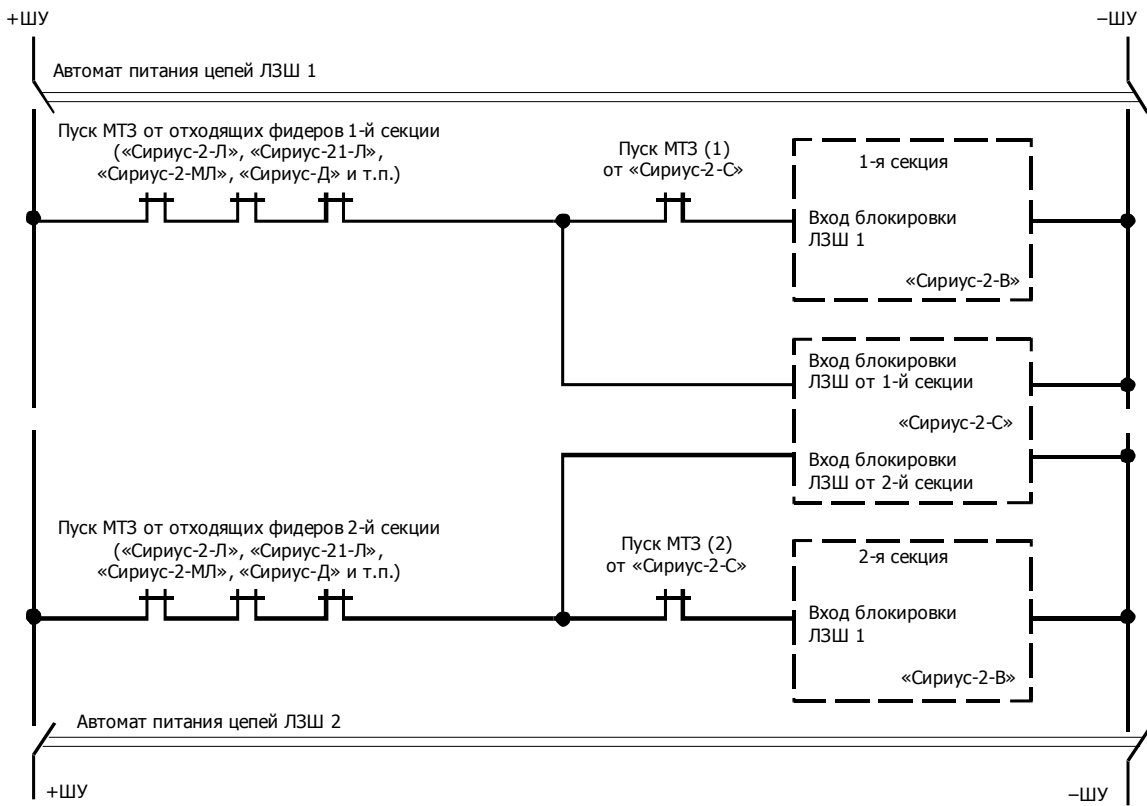 +ШУ
–ШУ
Автомат питания цепей ЛЗШ 1
Пуск МТЗ от отходящих фидеров 1-й секции
(«Сириус-2-Л», «Сириус-21-Л»,
«Сириус-2-МЛ», «Сириус-Д» и т.п.)
Пуск МТЗ (1)
от «Сириус-2-С»
1-я секция
Вход блокировки
ЛЗШ 1
«Сириус-2-В»
Вход блокировки
ЛЗШ от 1-й секции
«Сириус-2-С»
Вход блокировки
ЛЗШ от 2-й секции
Пуск МТЗ от отходящих фидеров 2-й секции
(«Сириус-2-Л», «Сириус-21-Л»,
«Сириус-2-МЛ», «Сириус-Д» и т.п.)
Пуск МТЗ (2)
от «Сириус-2-С»
2-я секция
Вход блокировки
ЛЗШ 1
«Сириус-2-В»
Автомат питания цепей ЛЗШ 2
+ШУ
–ШУ